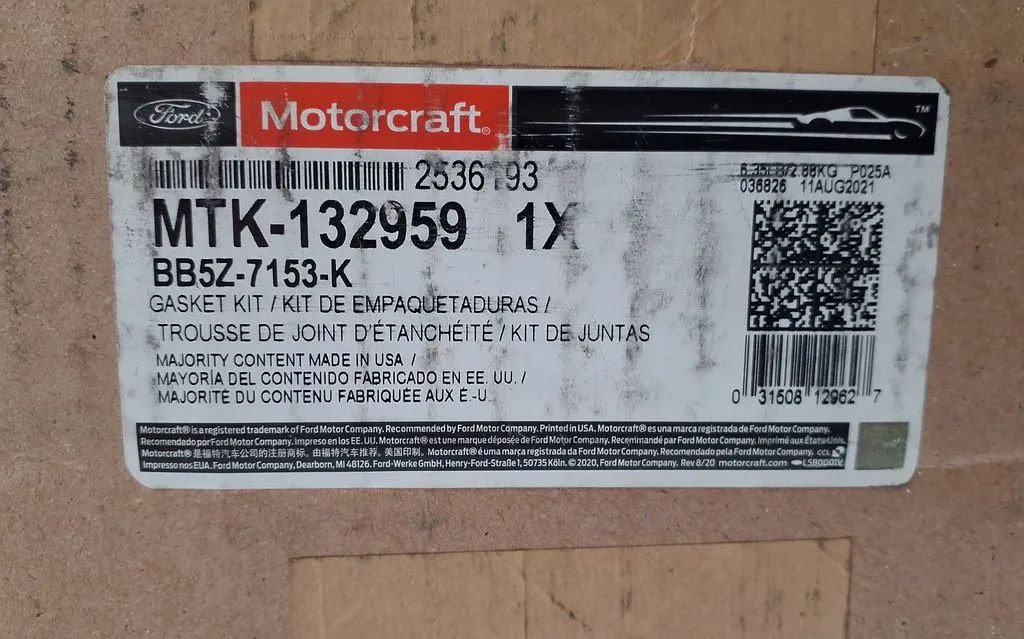 Ford
Motorcraft®
TM
MTK-132959 1X
BB5Z-7153-K
GASKET KIT / KIT DE EMPAQUETADURAS /
TROUSSE DE JOINT D'ÉTANCHÉITÉ / KIT DE JUNTAS
MAJORITY CONTENT MADE IN USA /
MAYORÍA DEL CONTENIDO FABRICADO EN EE. UU. /
MAJORITÉ DU CONTENU FABRIQUÉE AUX É.-U.
P025A
036826 11AUG2021
0 31508 12962 7
Motorcraft® is a registered trademark of Ford Motor Company. Recommended by Ford Motor Company. Printed in USA. Motorcraft® es una marca registrada de Ford Motor Company.
Recomendado por Ford Motor Company. Impreso en los EE. UU. Motorcraft® est une marque déposée de Ford Motor Company. Recommandé par Ford Motor Company. Imprimé aux États-Unis.
Motorcraft®是福特汽车公司的注册商标。由福特汽车推荐。美国印制。Motorcraft® é uma marca registrada da Ford Motor Company. Recomendado pela Ford Motor Company. CCL
Impresso nos EUA. Ford Motor Company, Dearborn, MI 48126. Ford-Werke GmbH, Henry-Ford-Straße 1, 50735 Köln. © 2020, Ford Motor Company. Rev 8/20 motorcraft.com LSB0001V